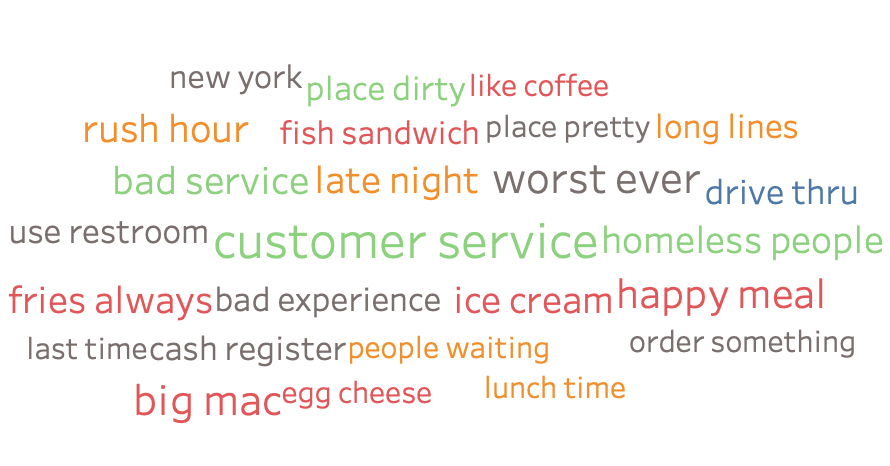 new york place dirty like coffee
rush hour fish sandwich place pretty long lines
bad service late night worst ever drive thru
use restroom customer service homeless people
fries always bad experience ice cream happy meal
last time cash register people waiting order something
big mac egg cheese lunch time